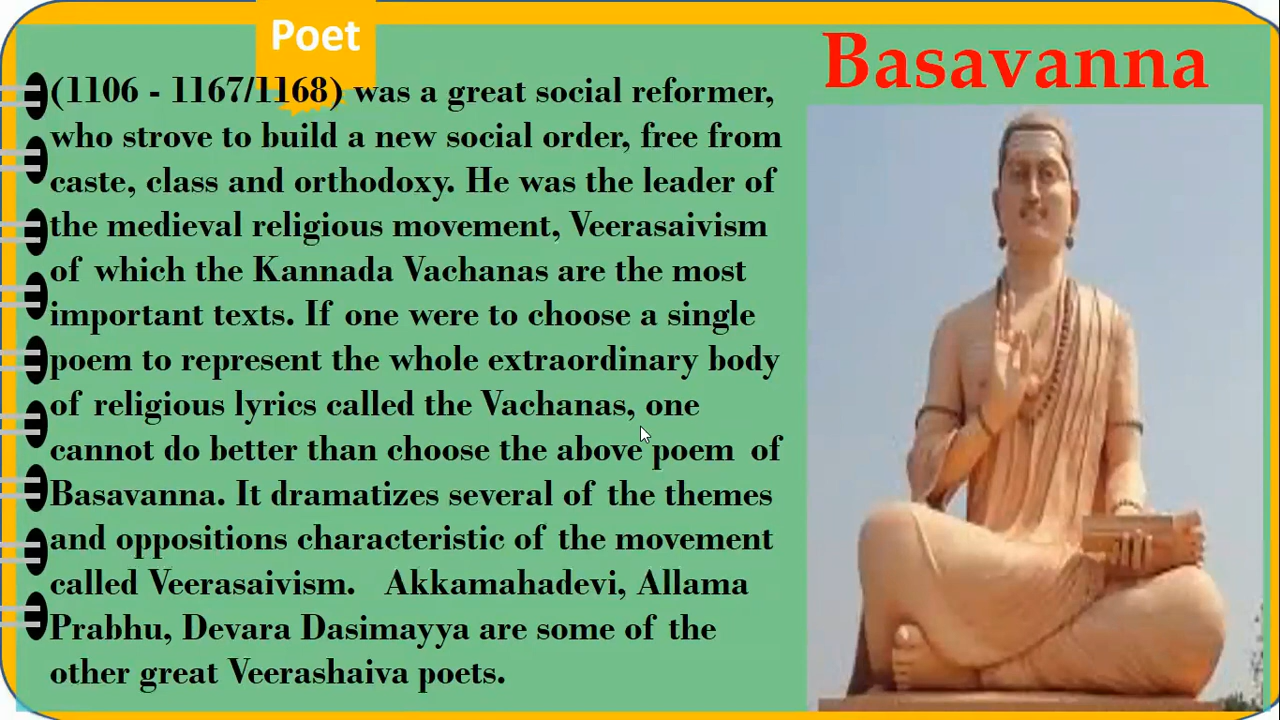 Poet
Basavanna
(1106 - 1167/1168) was a great social reformer,
who strove to build a new social order, free from
caste, class and orthodoxy. He was the leader of
the medieval religious movement, Veerasaivism
of which the Kannada Vachanas are the most
important texts. If one were to choose a single
poem to represent the whole extraordinary body
of religious lyrics called the Vachanas, one
cannot do better than choose the above poem of
Basavanna. It dramatizes several of the themes
and oppositions characteristic of the movement
called Veerasaivism. Akkamahadevi, Allama
Prabhu, Devara Dasimayya are some of the
other great Veerashaiva poets.